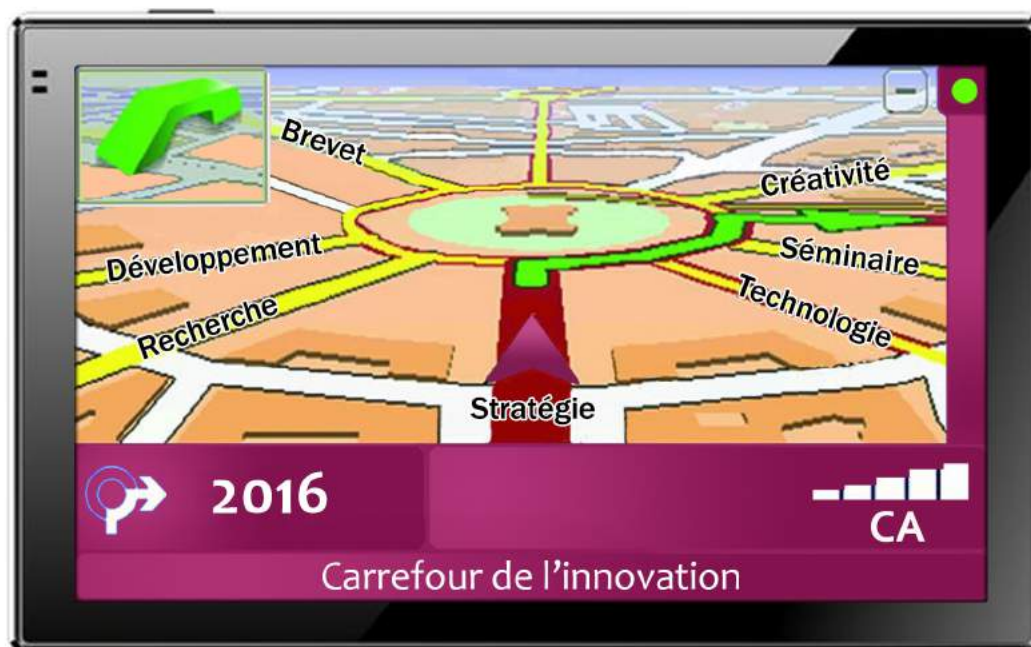 Brevet
Créativité
Développement
Séminaire
Recherche
Technologie
Stratégie
2016
CA
Carrefour de l'innovation